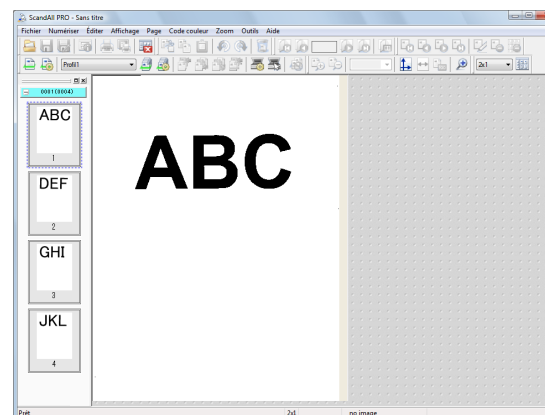 ScandAll PRO - Sans titre
Fichier Numériser Éditer Affichage Page Code couleur Zoom Outils Aide
Profil1
2x1
0001(0004)
ABC
1
DEF
2
GHI
3
JKL
4
ABC
Prêt 2x1 no image